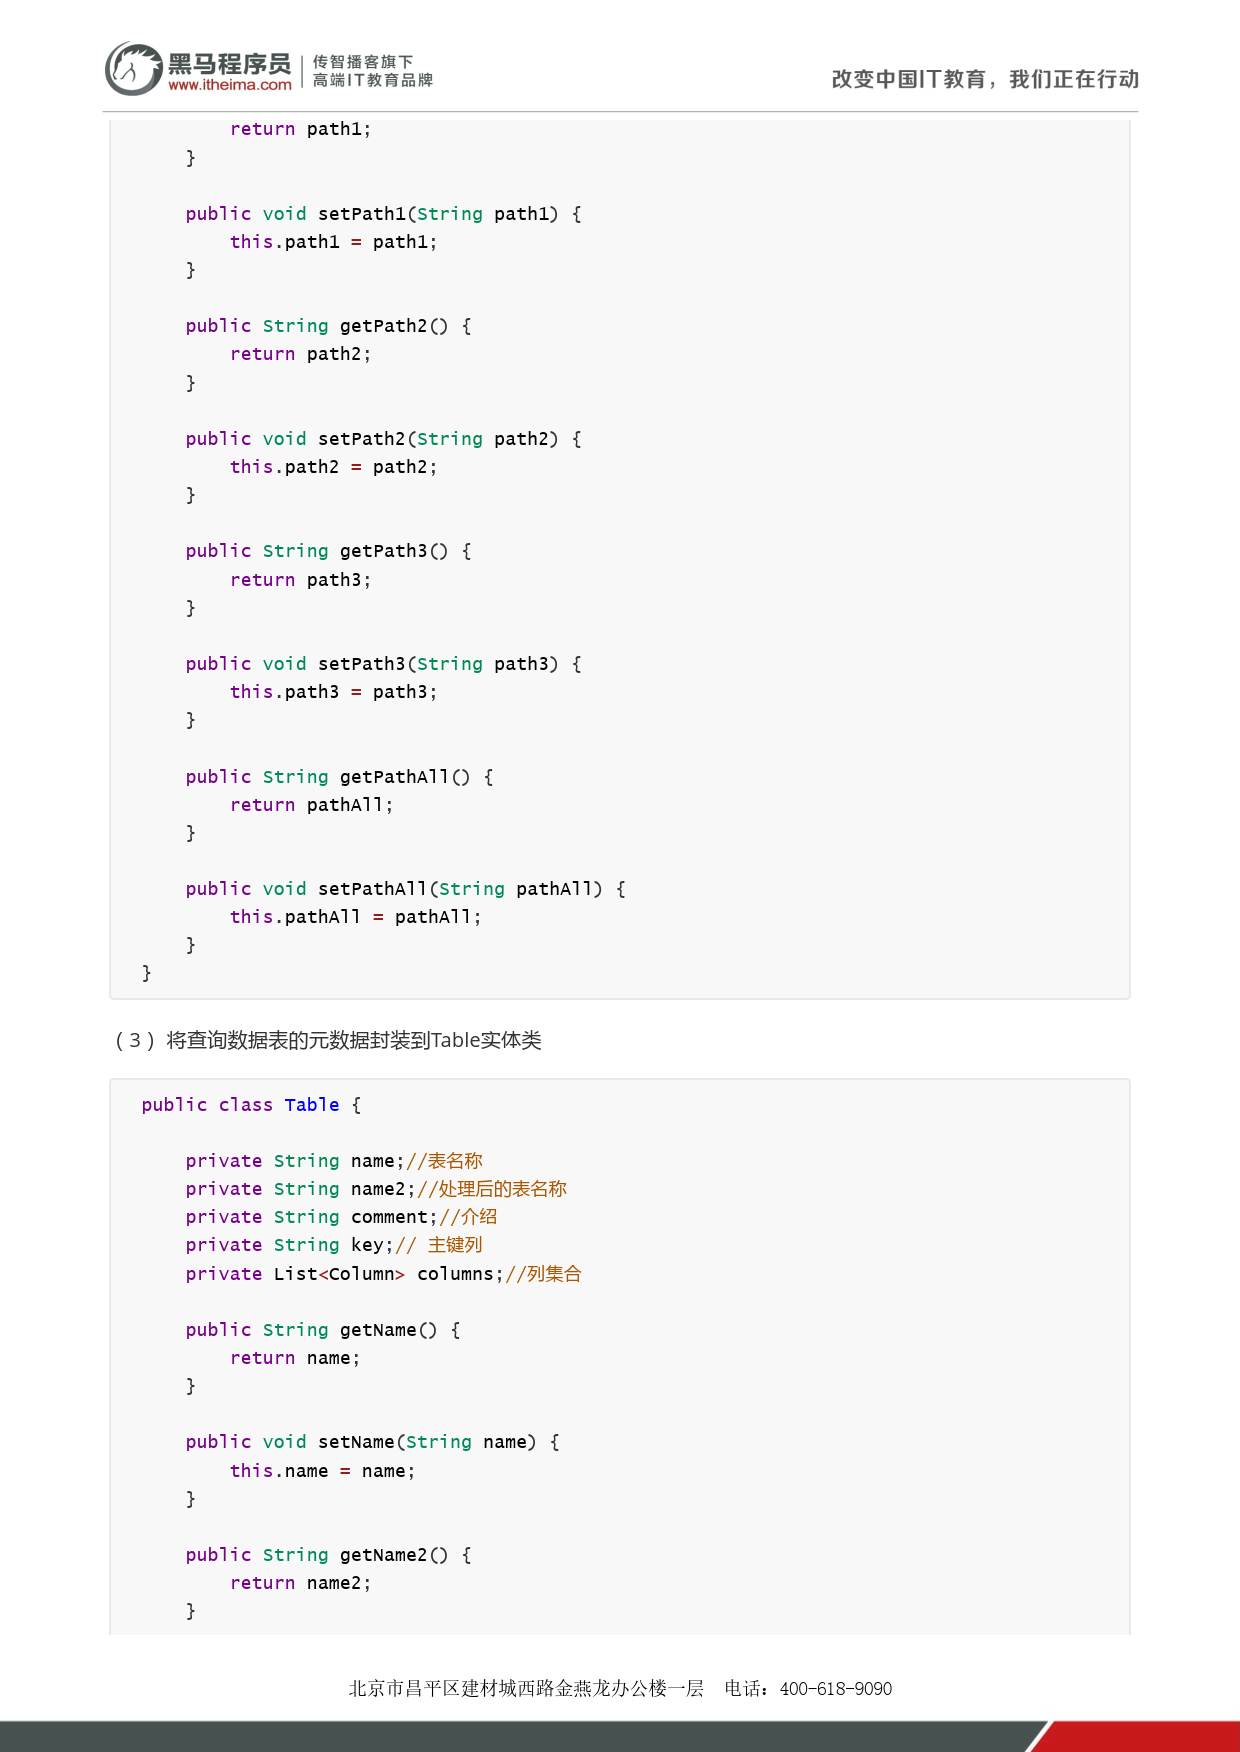 黑马程序员
www.itheima.com
传智播客旗下
高端IT教育品牌
改变中国IT教育，我们正在行动
        return path1;
    }

    public void setPath1(String path1) {
        this.path1 = path1;
    }

    public String getPath2() {
        return path2;
    }

    public void setPath2(String path2) {
        this.path2 = path2;
    }

    public String getPath3() {
        return path3;
    }

    public void setPath3(String path3) {
        this.path3 = path3;
    }

    public String getPathAll() {
        return pathAll;
    }

    public void setPathAll(String pathAll) {
        this.pathAll = pathAll;
    }
}
（3） 将查询数据表的元数据封装到Table实体类
public class Table {

    private String name;//表名称
    private String name2;//处理后的表名称
    private String comment;//介绍
    private String key;// 主键列
    private List<Column> columns;//列集合

    public String getName() {
        return name;
    }

    public void setName(String name) {
        this.name = name;
    }

    public String getName2() {
        return name2;
    }
北京市昌平区建材城西路金燕龙办公楼一层 电话：400-618-9090